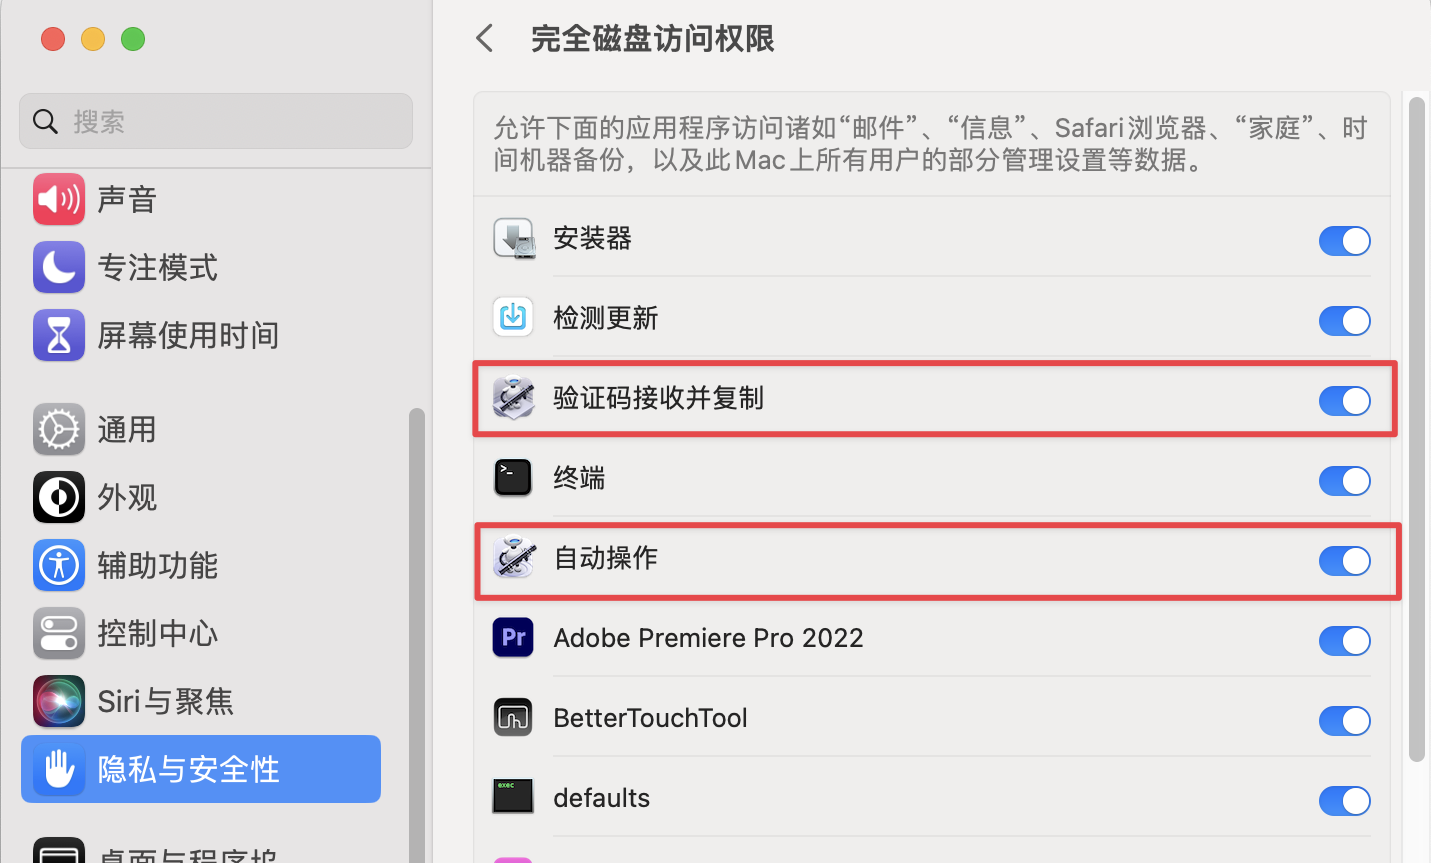 完全磁盘访问权限
搜索
声音
专注模式
屏幕使用时间
通用
外观
辅助功能
控制中心
Siri与聚焦
隐私与安全性
桌面与程序坞
允许下面的应用程序访问诸如“邮件”、“信息”、Safari浏览器、“家庭”、时
间机器备份，以及此Mac上所有用户的部分管理设置等数据。
安装器
检测更新
验证码接收并复制
>_
终端
自动操作
Pr
Adobe Premiere Pro 2022
BetterTouchTool
exec
defaults